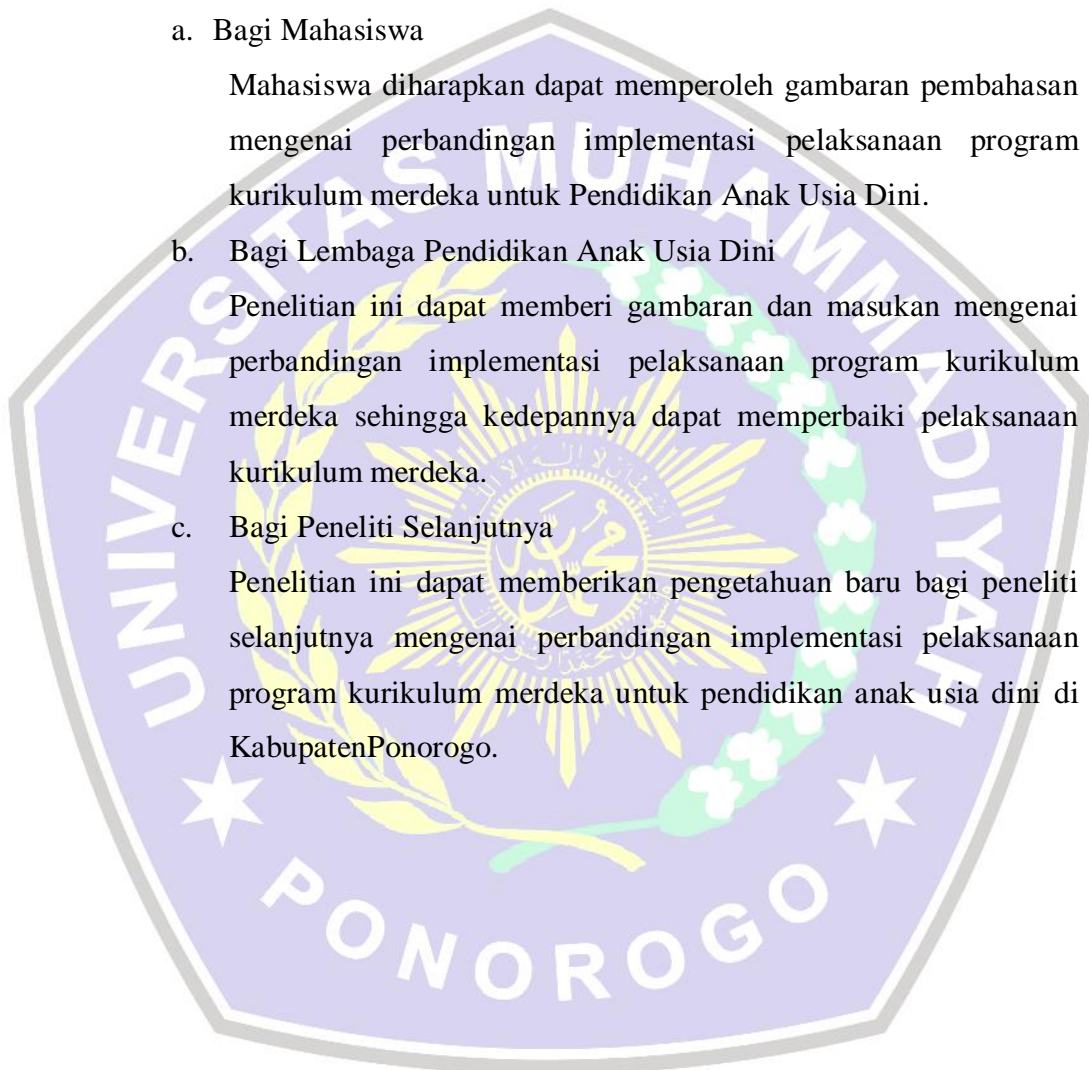 a. Bagi Mahasiswa
Mahasiswa diharapkan dapat memperoleh gambaran pembahasan
mengenai perbandingan implementasi pelaksanaan program
kurikulum merdeka untuk Pendidikan Anak Usia Dini.
b. Bagi Lembaga Pendidikan Anak Usia Dini
Penelitian ini dapat memberi gambaran dan masukan mengenai
perbandingan implementasi pelaksanaan program kurikulum
merdeka sehingga kedepannya dapat memperbaiki pelaksanaan
kurikulum merdeka.
c. Bagi Peneliti Selanjutnya
Penelitian ini dapat memberikan pengetahuan baru bagi peneliti
selanjutnya mengenai perbandingan implementasi pelaksanaan
program kurikulum merdeka untuk pendidikan anak usia dini di
KabupatenPonorogo.
UNIVERSITAS MUHAMMADIYAH
PONOROGO